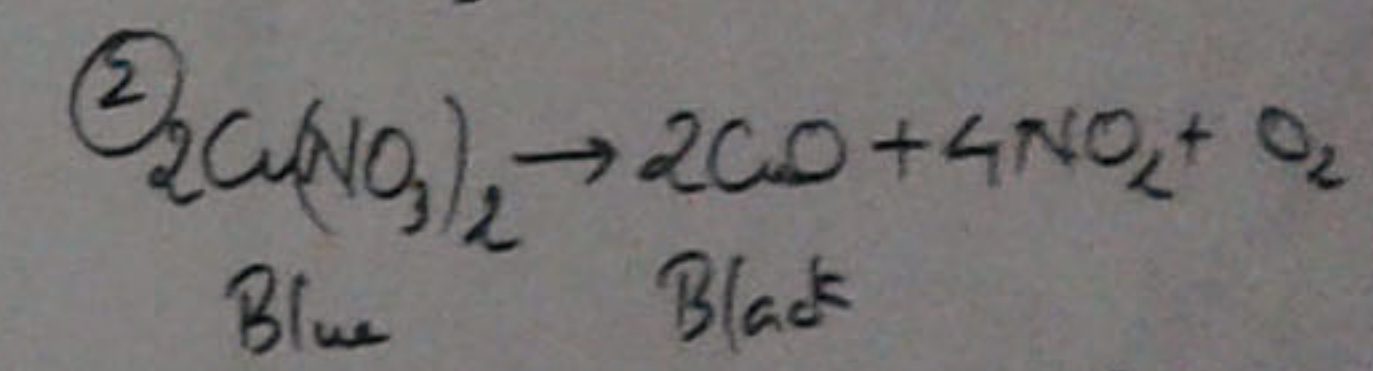 ② 2Cu(NO₃)₂ → 2CuO + 4NO₂ + O₂
Blue Black